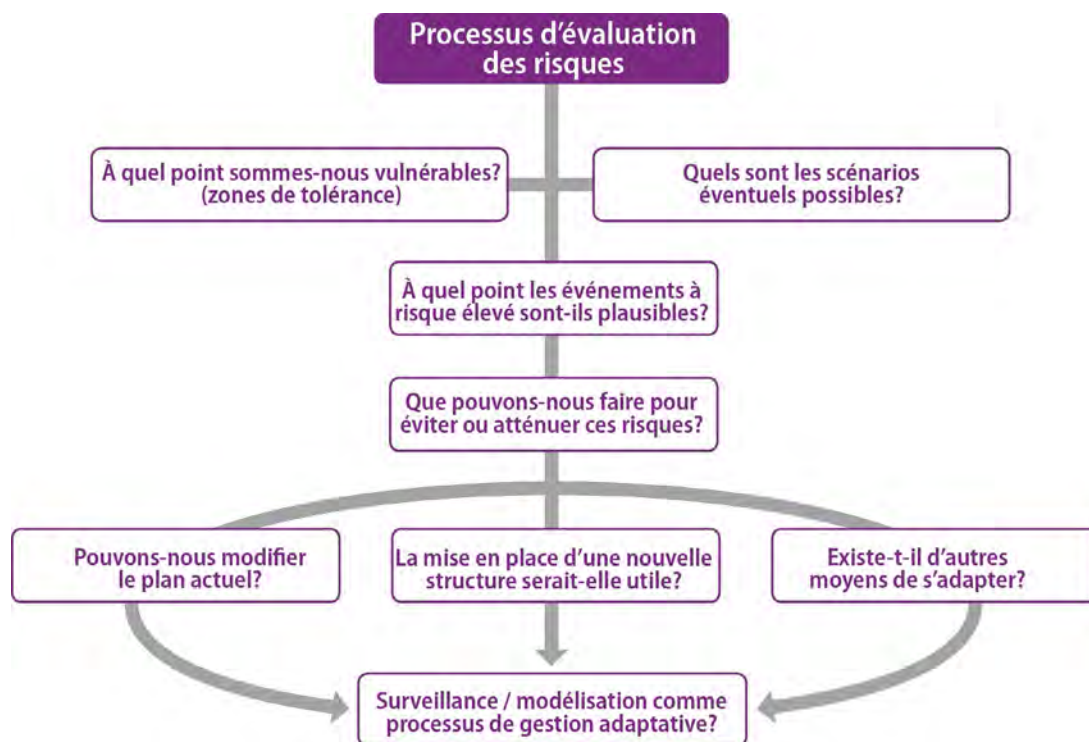 Processus d'évaluation
des risques
À quel point sommes-nous vulnérables?
(zones de tolérance)
Quels sont les scénarios
éventuels possibles?
À quel point les événements à
risque élevé sont-ils plausibles?
Que pouvons-nous faire pour
éviter ou atténuer ces risques?
Pouvons-nous modifier
le plan actuel?
La mise en place d'une nouvelle
structure serait-elle utile?
Existe-t-il d'autres
moyens de s'adapter?
Surveillance / modélisation comme
processus de gestion adaptative?